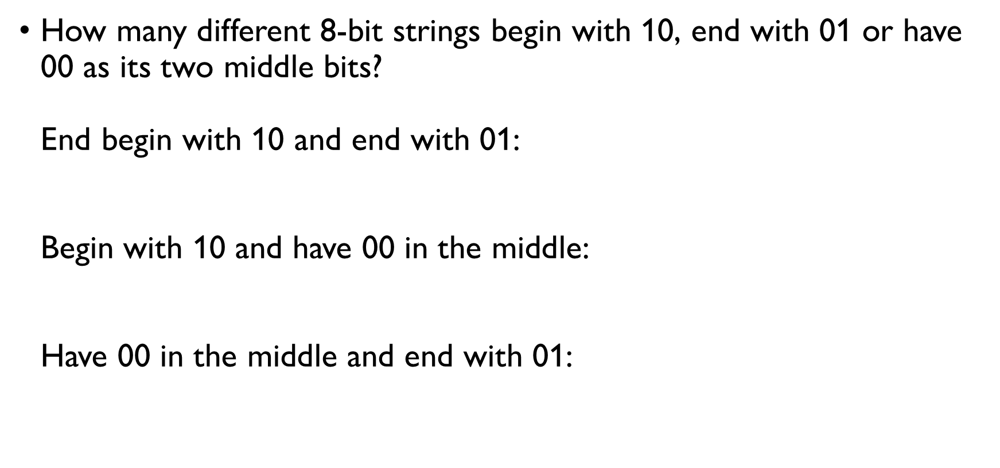 • How many different 8-bit strings begin with 10, end with 01 or have
00 as its two middle bits?
End begin with 10 and end with 01:
Begin with 10 and have 00 in the middle:
Have 00 in the middle and end with 01: